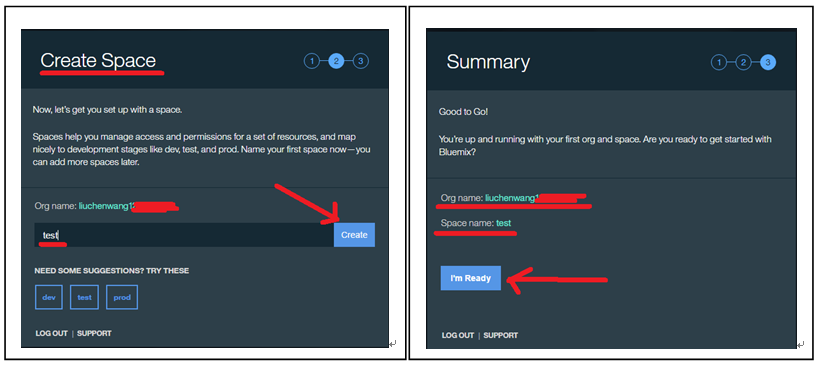 Create Space
1 2 3
Now, let's get you set up with a space.
Spaces help you manage access and permissions for a set of resources, and map
nicely to development stages like dev, test, and prod. Name your first space now—you
can add more spaces later.
Org name: liuchenwang1
test
Create
NEED SOME SUGGESTIONS? TRY THESE
dev test prod
LOG OUT | SUPPORT
Summary
1 2 3
Good to Go!
You're up and running with your first org and space. Are you ready to get started with
Bluemix?
Org name: liuchenwang1
Space name: test
I'm Ready
LOG OUT | SUPPORT